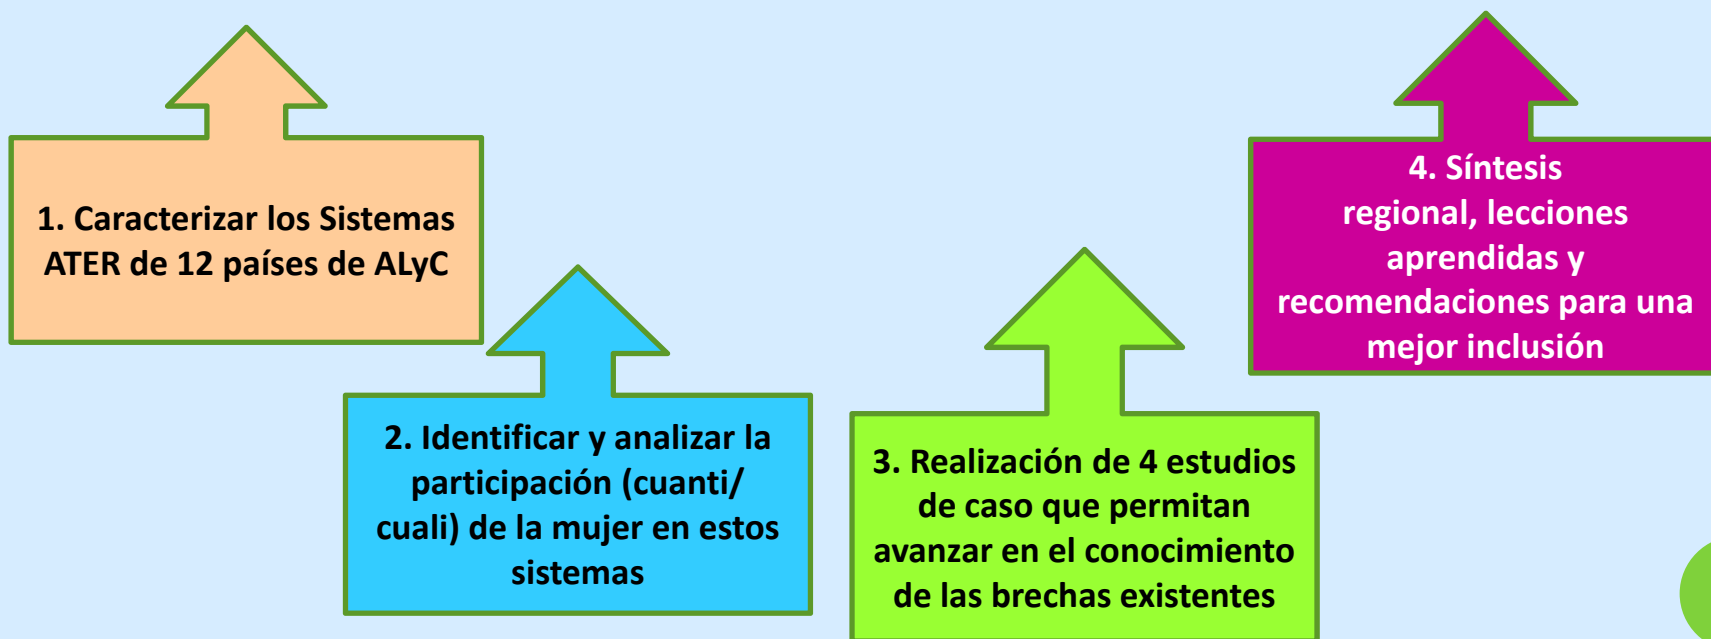 1. Caracterizar los Sistemas
ATER de 12 países de ALyC
2. Identificar y analizar la
participación (cuanti/
cuali) de la mujer en estos
sistemas
3. Realización de 4 estudios
de caso que permitan
avanzar en el conocimiento
de las brechas existentes
4. Síntesis
regional, lecciones
aprendidas y
recomendaciones para una
mejor inclusión